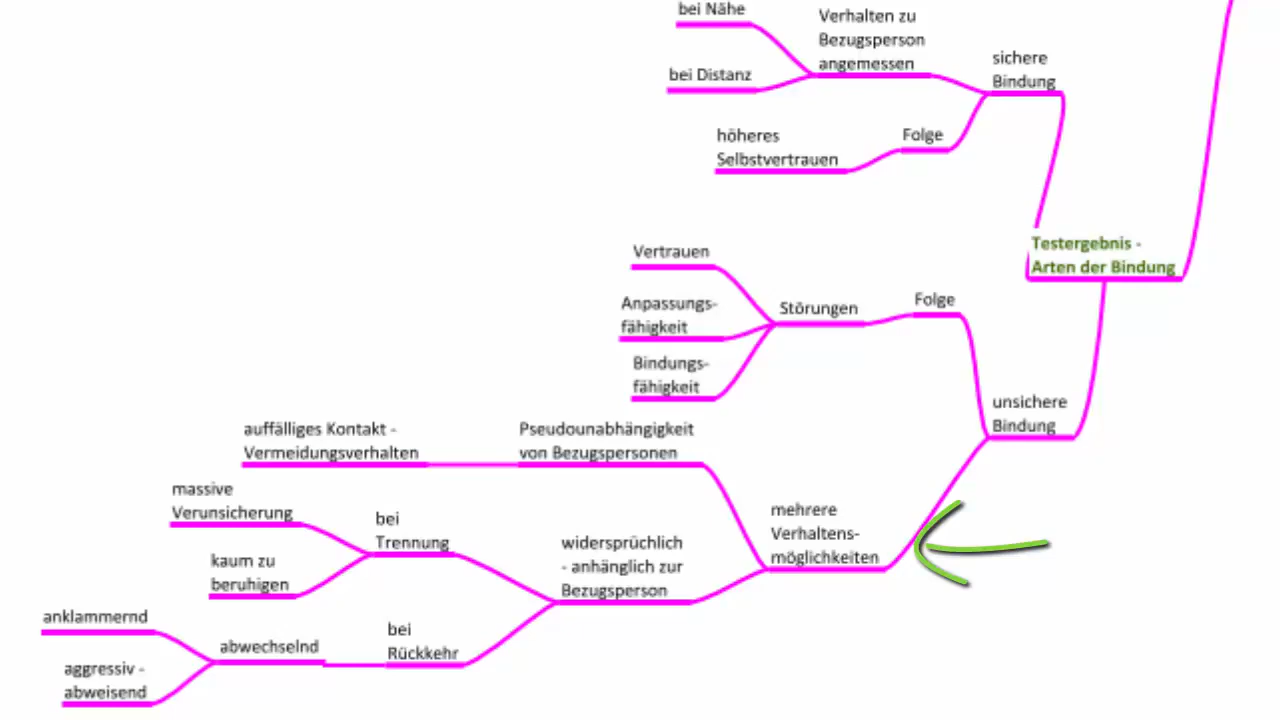 bei Nähe
Verhalten zu
Bezugsperson
angemessen
bei Distanz
sichere
Bindung
höheres
Selbstvertrauen
Folge
Testergebnis -
Arten der Bindung
Vertrauen
Anpassungs-
fähigkeit
Bindungs-
fähigkeit
Störungen
Folge
unsichere
Bindung
auffälliges Kontakt -
Vermeidungsverhalten
Pseudounabhängigkeit
von Bezugspersonen
massive
Verunsicherung
kaum zu
beruhigen
bei
Trennung
widersprüchlich
- anhänglich zur
Bezugsperson
mehrere
Verhaltens-
möglichkeiten
anklammernd
aggressiv -
abweisend
abwechselnd
bei
Rückkehr